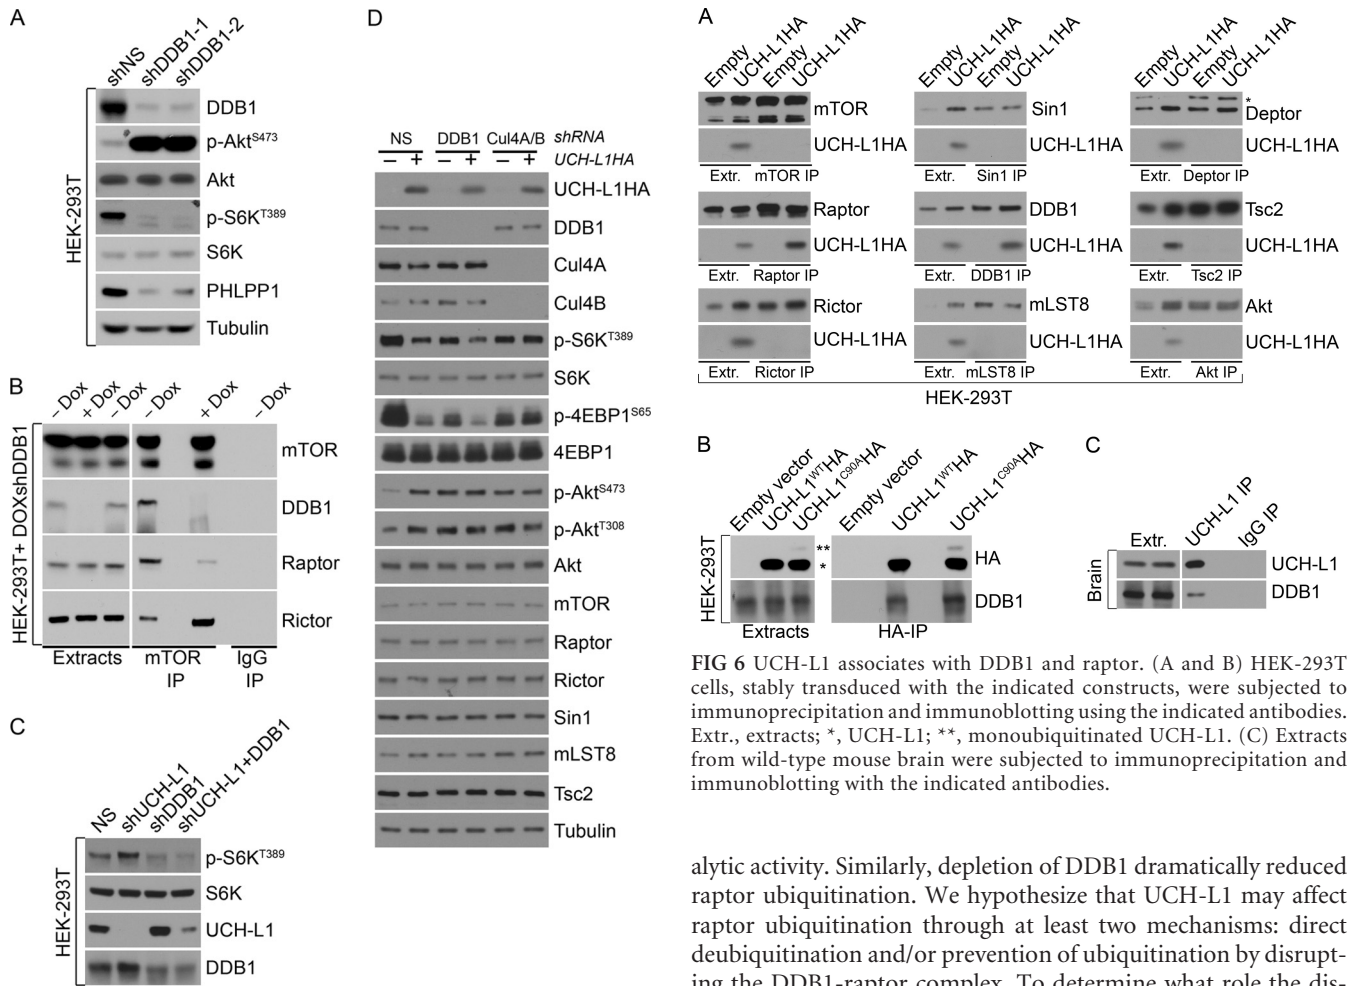 A
shNS
shDDB1-1
shDDB1-2
HEK-293T
DDB1
p-Akt^S473
Akt
p-S6K^T389
S6K
PHLPP1
Tubulin
B
– Dox
+ Dox
– Dox
– Dox
+ Dox
– Dox
HEK-293T+ DOXshDDB1
mTOR
DDB1
Raptor
Rictor
Extracts
mTOR IP
IgG IP
C
NS
shUCH-L1
shDDB1
shUCH-L1+DDB1
HEK-293T
p-S6K^T389
S6K
UCH-L1
DDB1
D
NS DDB1 Cul4A/B shRNA
– + – + – + UCH-L1HA
UCH-L1HA
DDB1
Cul4A
Cul4B
p-S6K^T389
S6K
p-4EBP1^S65
4EBP1
p-Akt^S473
p-Akt^T308
Akt
mTOR
Raptor
Rictor
Sin1
mLST8
Tsc2
Tubulin
A
Empty
UCH-L1HA
Empty
UCH-L1HA
mTOR
UCH-L1HA
Extr. mTOR IP
Raptor
UCH-L1HA
Extr. Raptor IP
Rictor
UCH-L1HA
Extr. Rictor IP
Empty
UCH-L1HA
Empty
UCH-L1HA
Sin1
UCH-L1HA
Extr. Sin1 IP
DDB1
UCH-L1HA
Extr. DDB1 IP
mLST8
UCH-L1HA
Extr. mLST8 IP
Empty
UCH-L1HA
Empty
UCH-L1HA
*
Deptor
UCH-L1HA
Extr. Deptor IP
Tsc2
UCH-L1HA
Extr. Tsc2 IP
Akt
UCH-L1HA
Extr. Akt IP
HEK-293T
B
Empty vector
UCH-L1^WT HA
UCH-L1^C90A HA
Empty vector
UCH-L1^WT HA
UCH-L1^C90A HA
HEK-293T
**
*
HA
DDB1
Extracts HA-IP
C
Extr.
UCH-L1 IP
IgG IP
Brain
UCH-L1
DDB1
FIG 6 UCH-L1 associates with DDB1 and raptor. (A and B) HEK-293T
cells, stably transduced with the indicated constructs, were subjected to
immunoprecipitation and immunoblotting using the indicated antibodies.
Extr., extracts; *, UCH-L1; **, monoubiquitinated UCH-L1. (C) Extracts
from wild-type mouse brain were subjected to immunoprecipitation and
immunoblotting with the indicated antibodies.
alytic activity. Similarly, depletion of DDB1 dramatically reduced
raptor ubiquitination. We hypothesize that UCH-L1 may affect
raptor ubiquitination through at least two mechanisms: direct
deubiquitination and/or prevention of ubiquitination by disrupt-
ing the DDB1-raptor complex. To determine what role the dis-